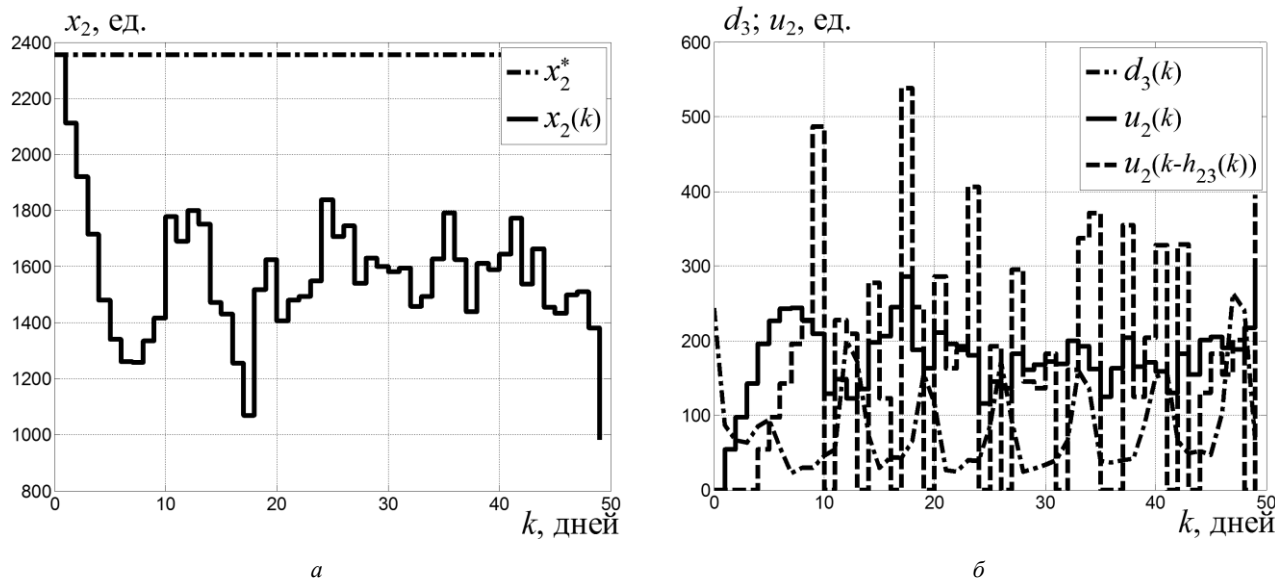 x₂, ед.
2400
2200
2000
1800
1600
1400
1200
1000
800
x₂*
x₂(k)
0 10 20 30 40 50
k, дней
а
d₃; u₂, ед.
600
500
400
300
200
100
0
d₃(k)
u₂(k)
u₂(k-h₂₃(k))
0 10 20 30 40 50
k, дней
б